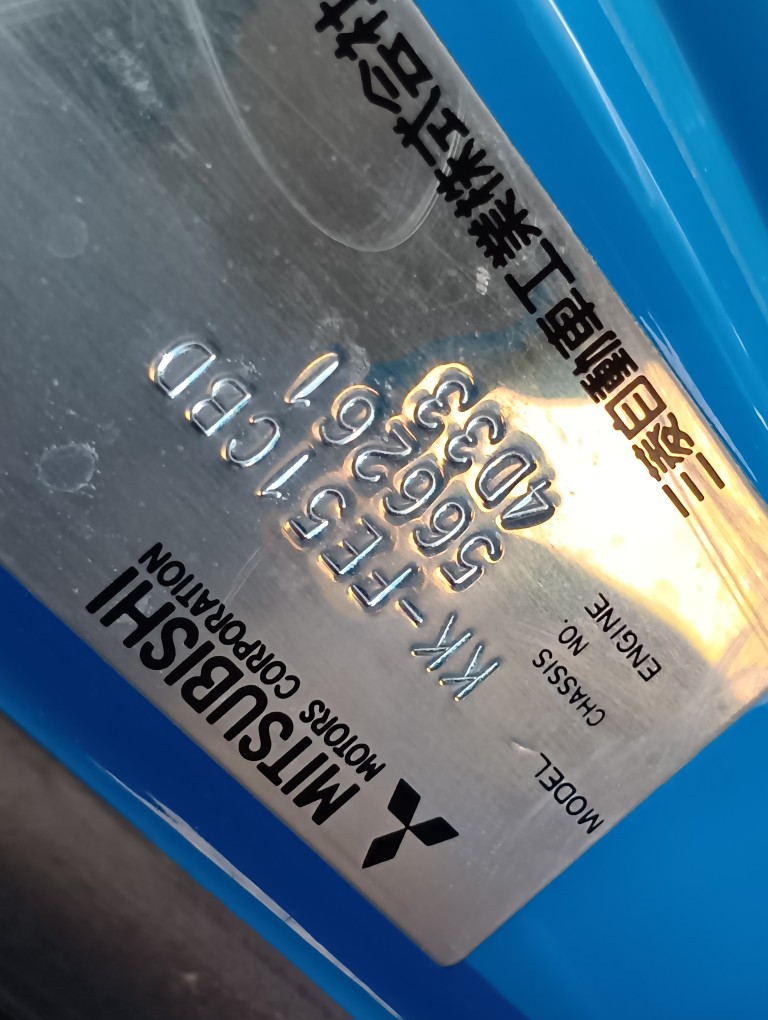 MITSUBISHI
MOTORS CORPORATION
MODEL KK-FE51CBD
CHASSIS NO. 566261
ENGINE 4D33
三菱自動車工業株式会社